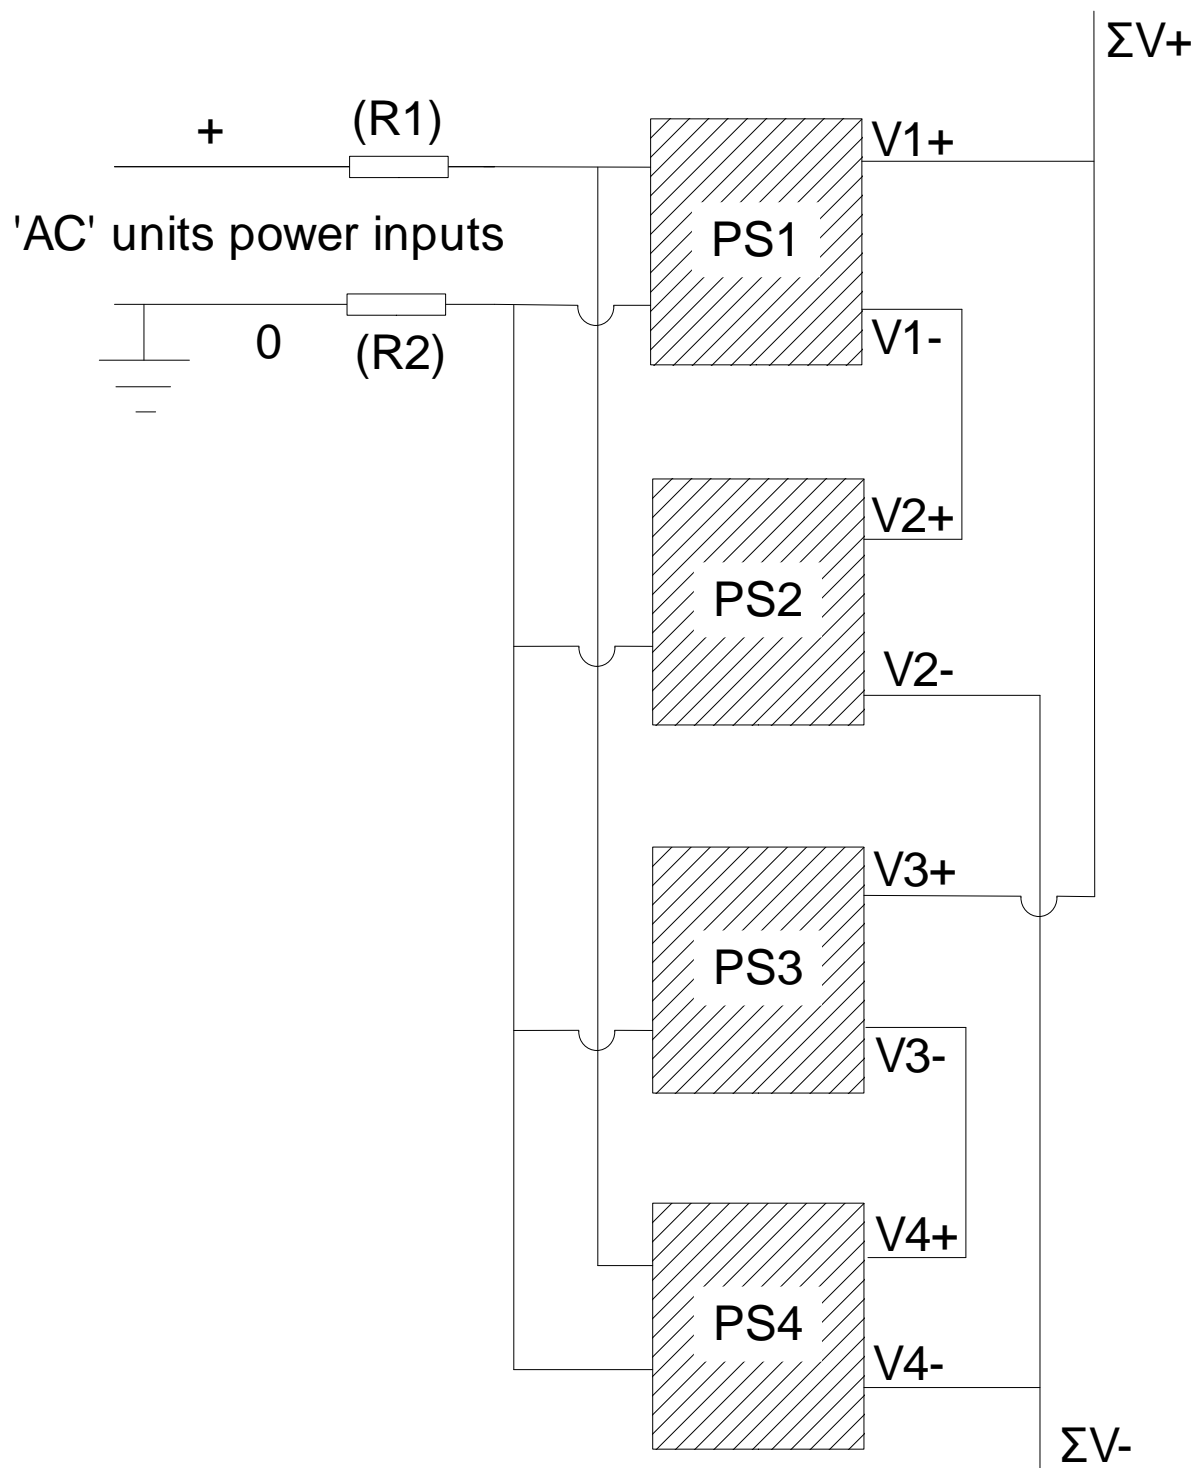 ΣV+
+
(R1)
V1+
'AC' units power inputs
PS1
0
(R2)
V1-
V2+
PS2
V2-
V3+
PS3
V3-
V4+
PS4
V4-
ΣV-